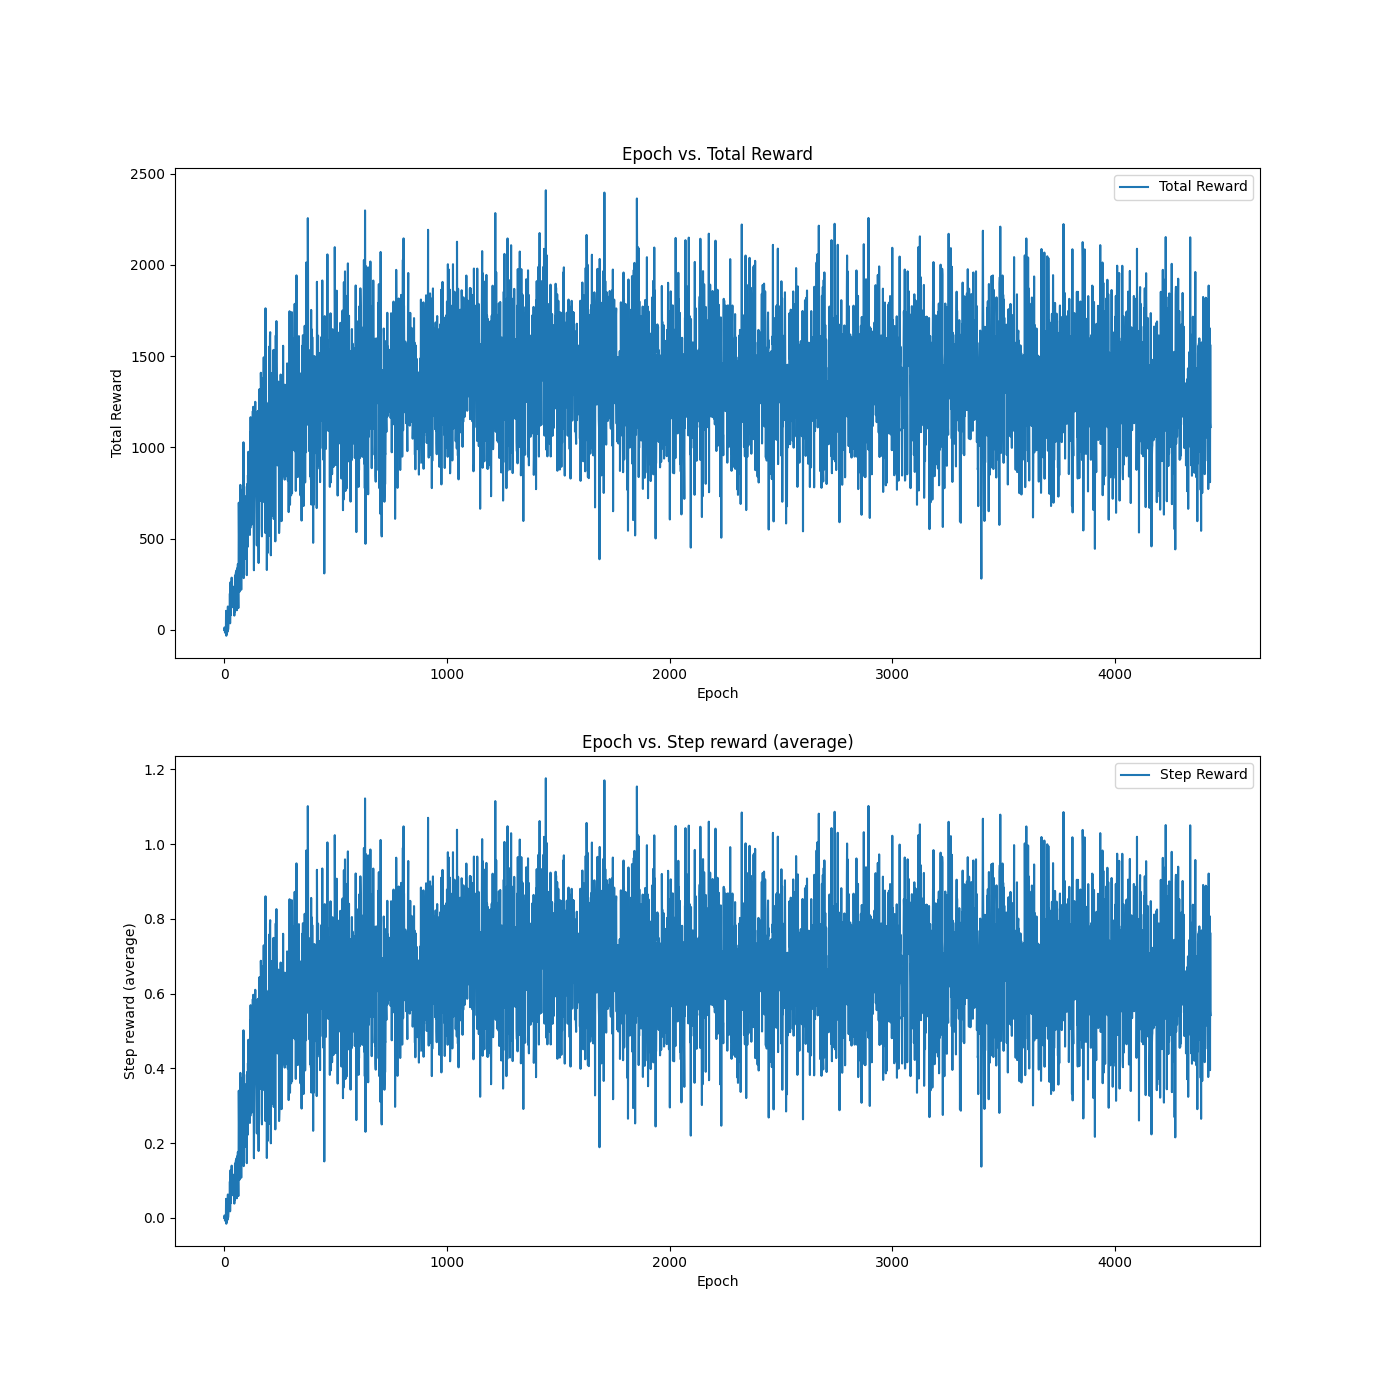 Epoch vs. Total Reward
Total Reward
2500
2000
1500
1000
500
0
Total Reward
0 1000 2000 3000 4000
Epoch
Epoch vs. Step reward (average)
Step Reward
1.2
1.0
0.8
0.6
0.4
0.2
0.0
Step reward (average)
0 1000 2000 3000 4000
Epoch